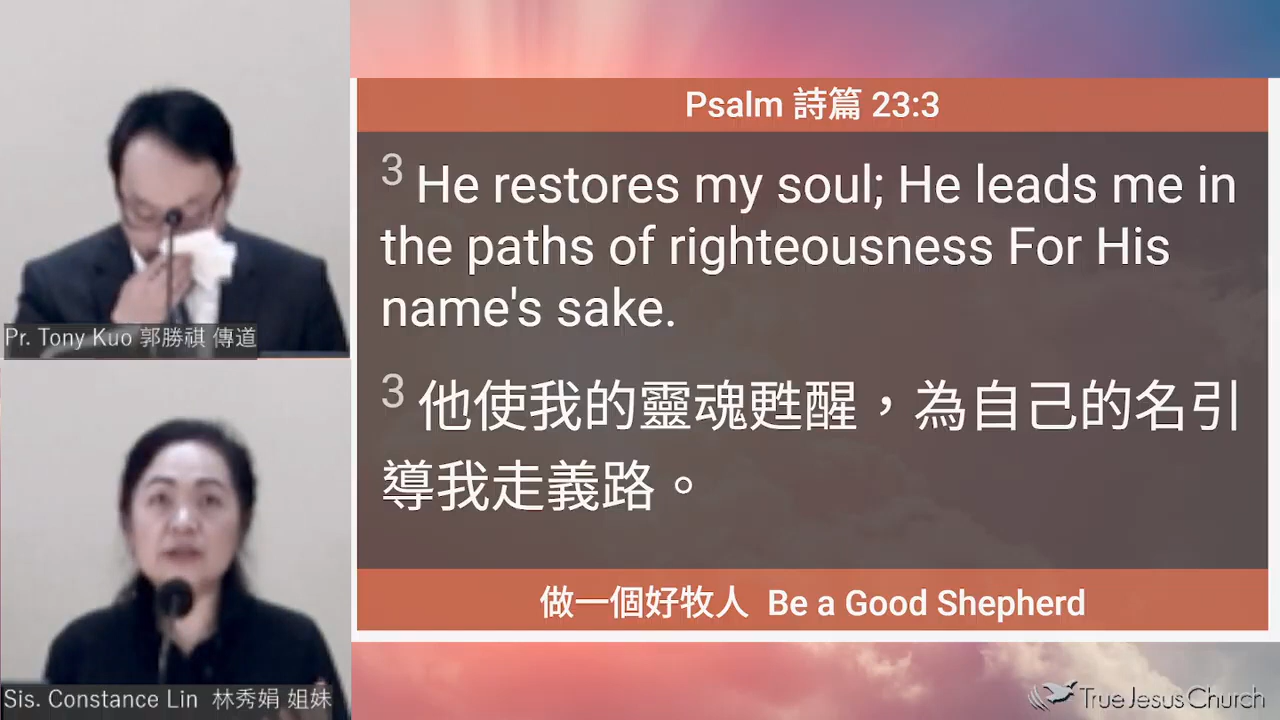 Psalm 詩篇 23:3
3 He restores my soul; He leads me in
the paths of righteousness For His
name's sake.
3 他使我的靈魂甦醒，為自己的名引
導我走義路。
做一個好牧人 Be a Good Shepherd
Pr. Tony Kuo 郭勝祺 傳道
Sis. Constance Lin 林秀娟 姐妹
True Jesus Church